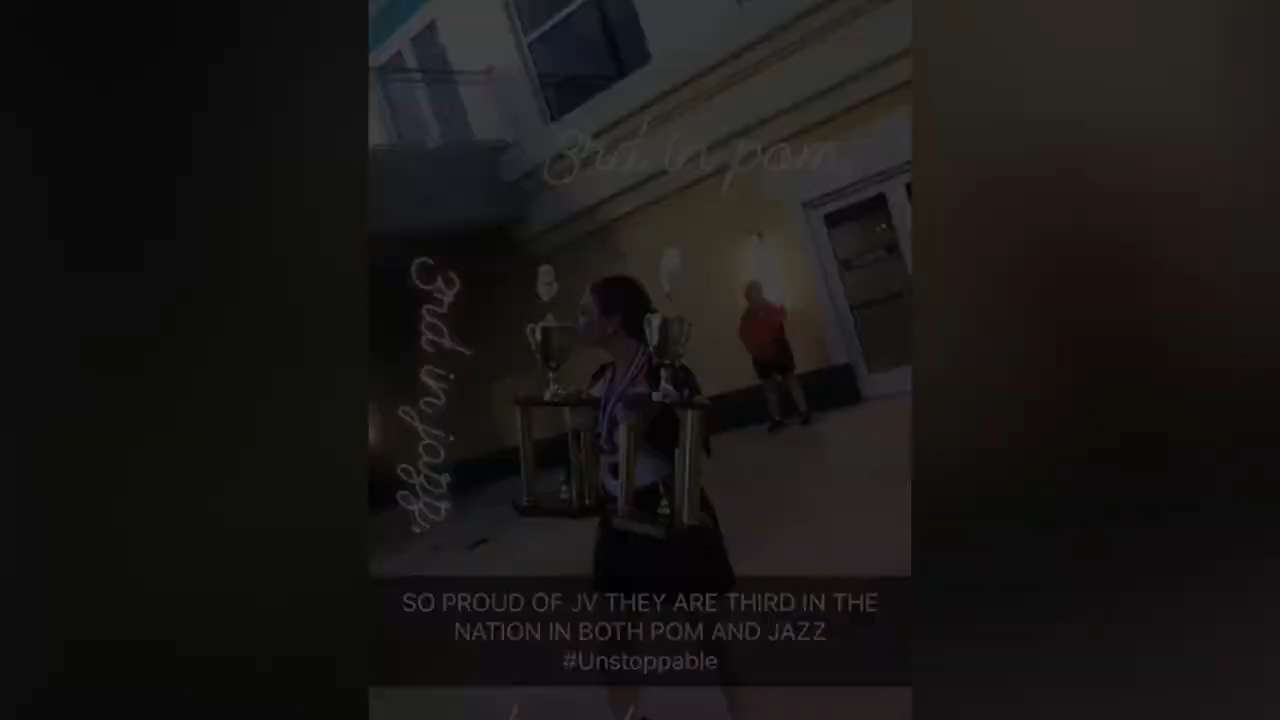 3rd in pom
3rd in jazz
SO PROUD OF JV THEY ARE THIRD IN THE
NATION IN BOTH POM AND JAZZ
#Unstoppable